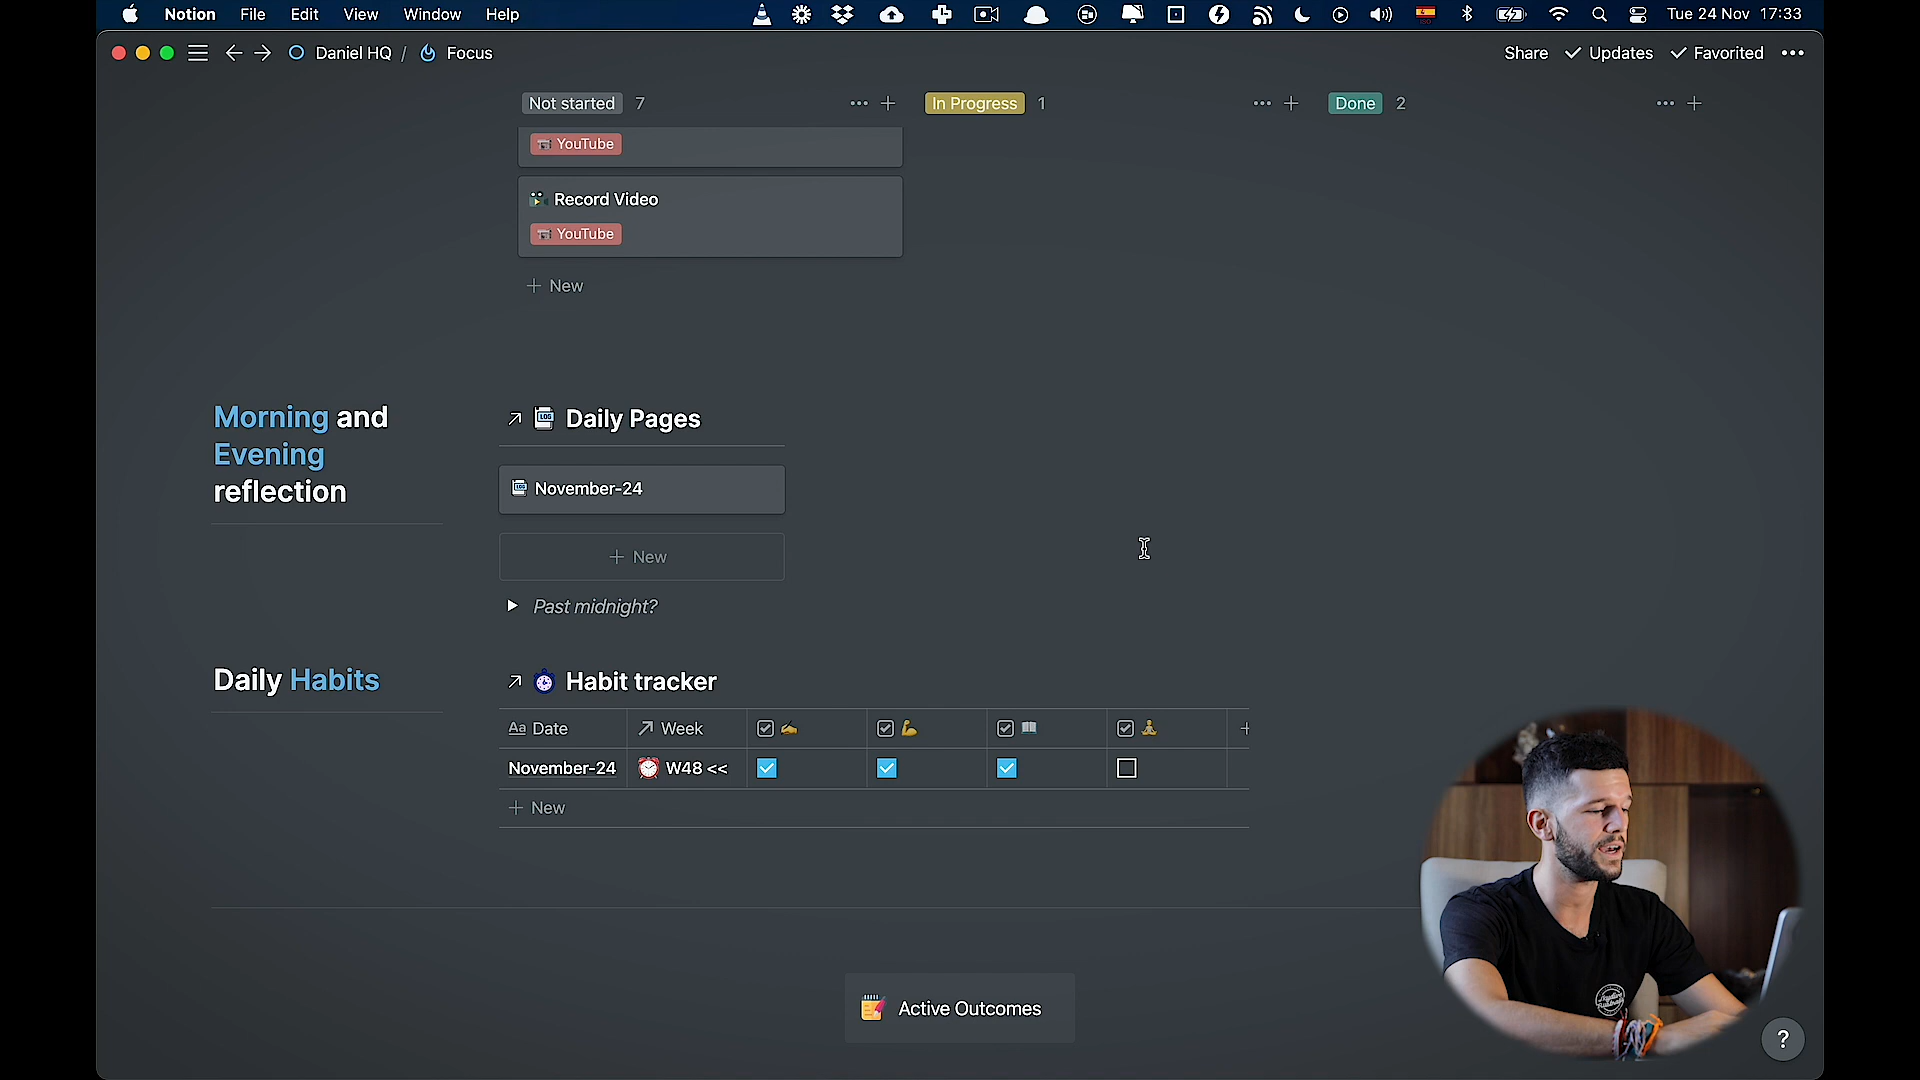 Notion File Edit View Window Help Tue 24 Nov 17:33
Daniel HQ / Focus Share Updates Favorited
Not started 7 In Progress 1 Done 2
YouTube
Record Video
YouTube
New
Morning and
Evening
reflection
Daily Pages
November-24
New
Past midnight?
Daily Habits
Habit tracker
Aa Date Week
November-24 W48 <<
New
Active Outcomes
?